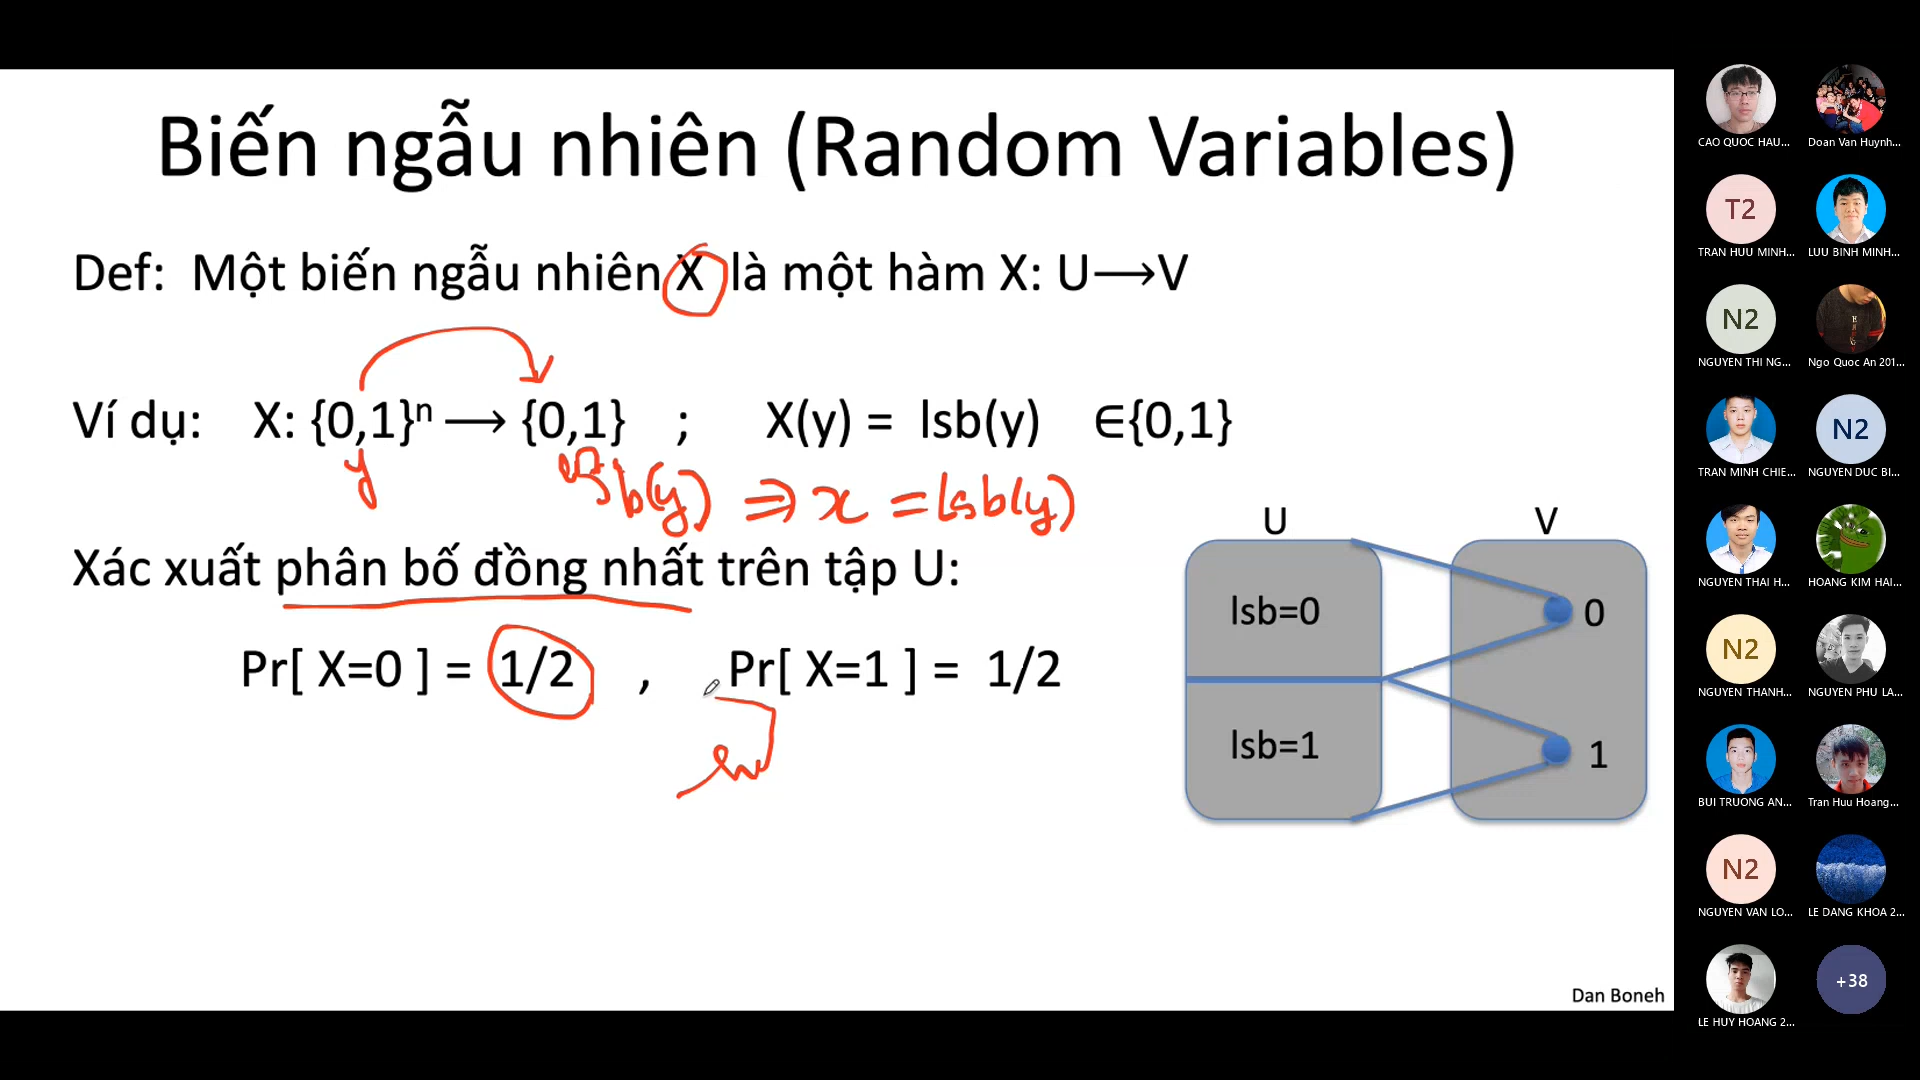 Biến ngẫu nhiên (Random Variables)
Def: Một biến ngẫu nhiên X là một hàm X: U⟶V
Ví dụ: X: {0,1}ⁿ ⟶ {0,1} ; X(y) = lsb(y) ∈{0,1}
y
b(y) ⇒ x = lsb(y)
Xác xuất phân bố đồng nhất trên tập U:
Pr[ X=0 ] = 1/2 , Pr[ X=1 ] = 1/2
U V
lsb=0 0
lsb=1 1
Dan Boneh
CAO QUOC HAU... Doan Van Huynh...
T2
TRAN HUU MINH... LUU BINH MINH...
N2
NGUYEN THI NG... Ngo Quoc An 201...
N2
TRAN MINH CHIE... NGUYEN DUC BI...
NGUYEN THAI H... HOANG KIM HAI...
N2
NGUYEN THANH... NGUYEN PHU LA...
BUI TRUONG AN... Tran Huu Hoang...
N2
NGUYEN VAN LO... LE DANG KHOA 2...
+38
LE HUY HOANG 2...